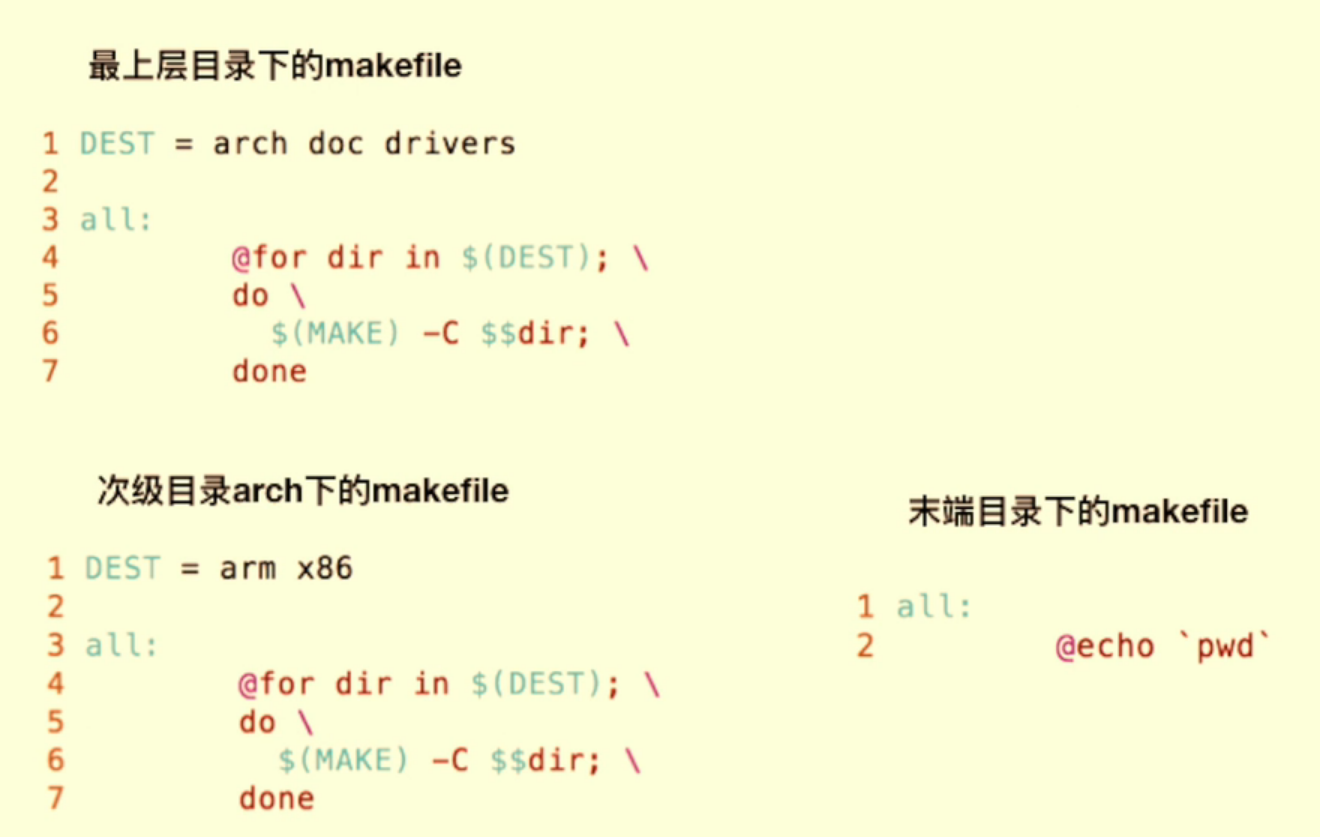 最上层目录下的makefile
1 DEST = arch doc drivers
2
3 all:
4         @for dir in $(DEST); \
5         do \
6           $(MAKE) -C $$dir; \
7         done
次级目录arch下的makefile
1 DEST = arm x86
2
3 all:
4         @for dir in $(DEST); \
5         do \
6           $(MAKE) -C $$dir; \
7         done
末端目录下的makefile
1 all:
2         @echo `pwd`